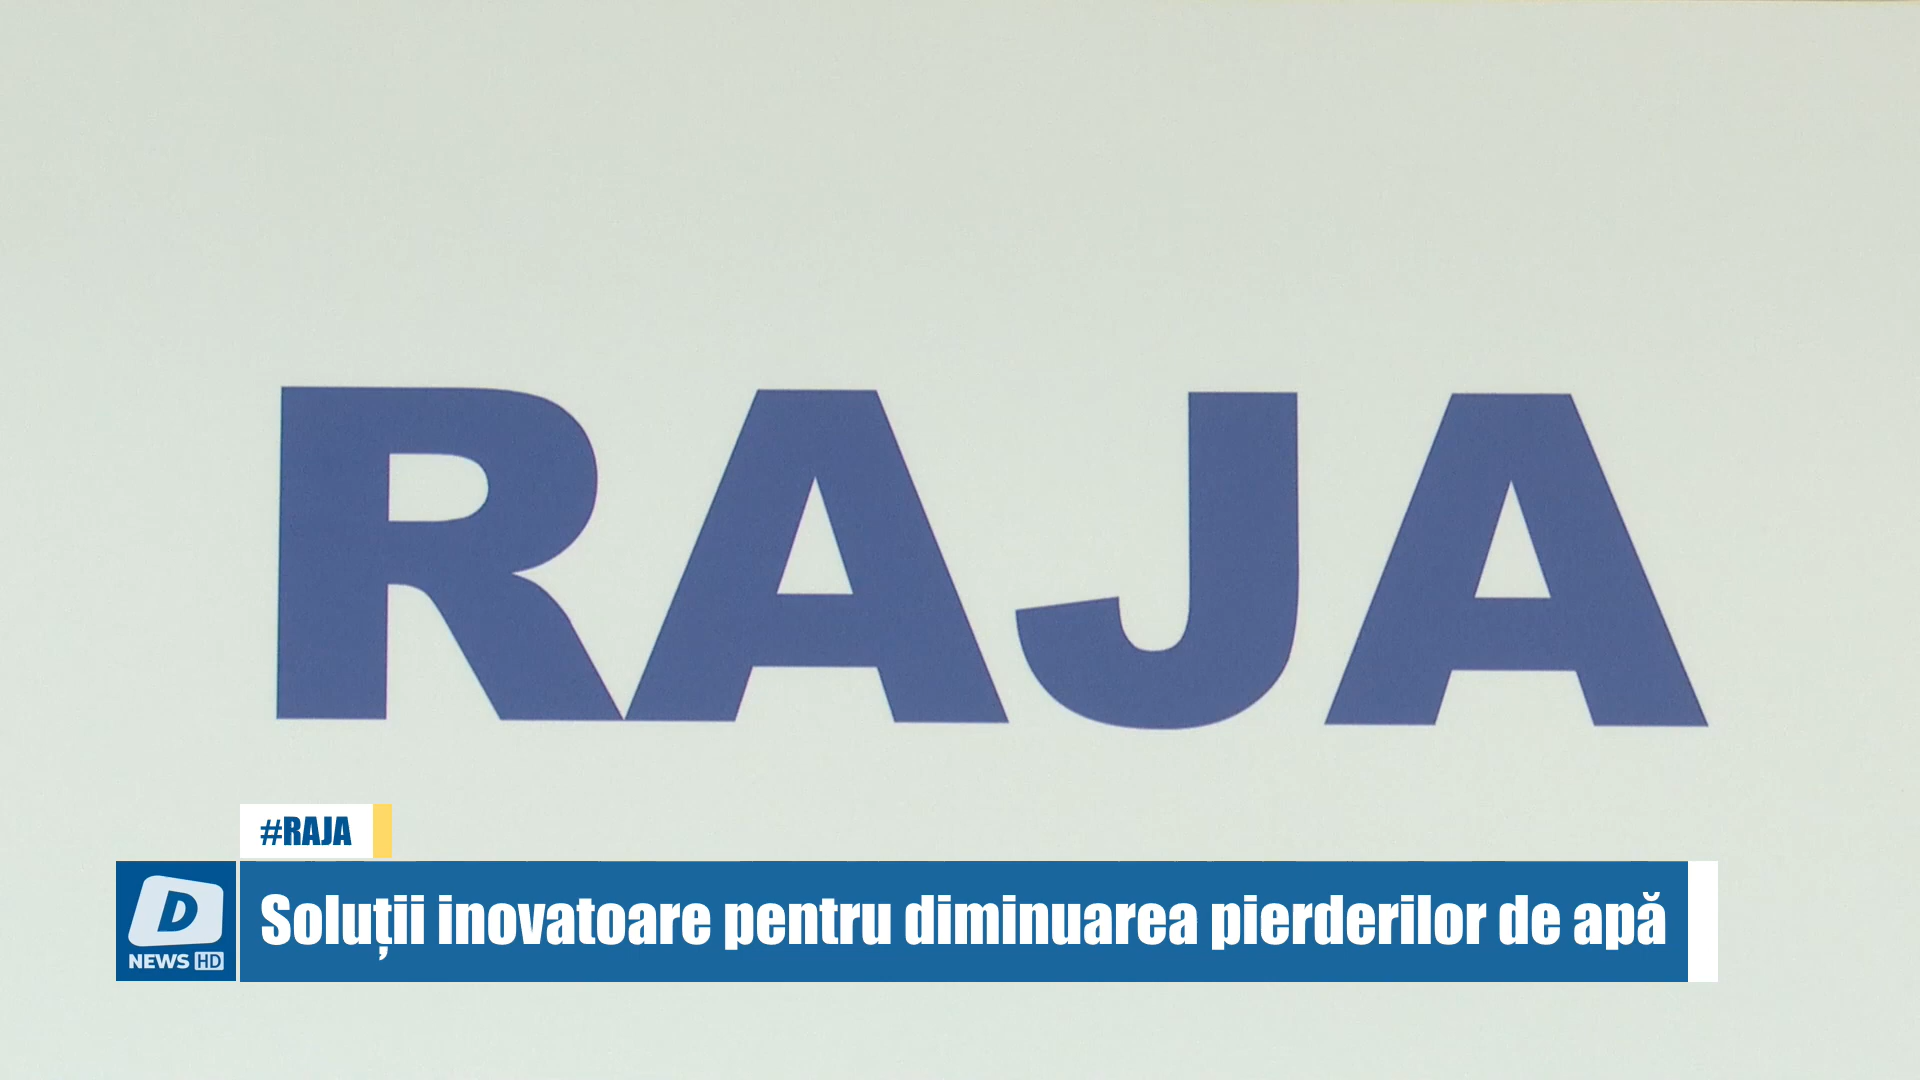 RAJA
#RAJA
Soluții inovatoare pentru diminuarea pierderilor de apă
D
NEWS HD